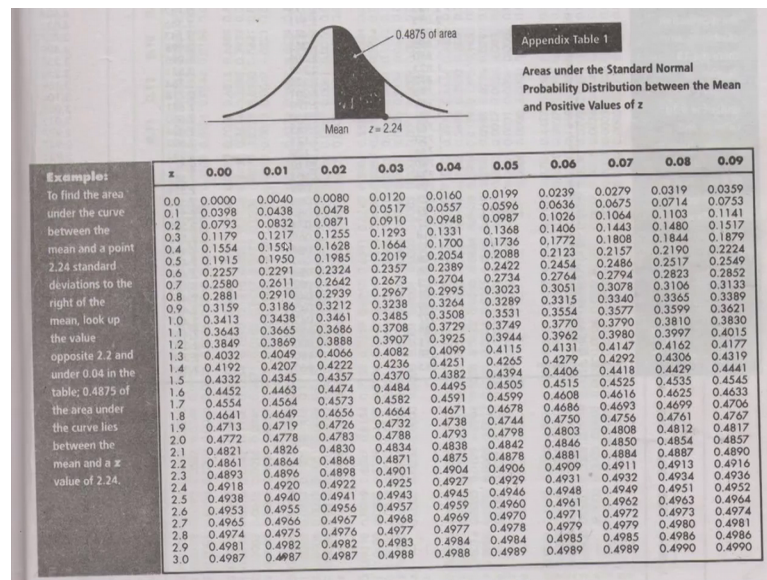 0.4875 of area
Mean z = 2.24
Appendix Table 1
Areas under the Standard Normal
Probability Distribution between the Mean
and Positive Values of z
Example:
To find the area
under the curve
between the
mean and a point
2.24 standard
deviations to the
right of the
mean, look up
the value
opposite 2.2 and
under 0.04 in the
table; 0.4875 of
the area under
the curve lies
between the
mean and a z
value of 2.24.
z 0.00 0.01 0.02 0.03 0.04 0.05 0.06 0.07 0.08 0.09
0.0 0.0000 0.0040 0.0080 0.0120 0.0160 0.0199 0.0239 0.0279 0.0319 0.0359
0.1 0.0398 0.0438 0.0478 0.0517 0.0557 0.0596 0.0636 0.0675 0.0714 0.0753
0.2 0.0793 0.0832 0.0871 0.0910 0.0948 0.0987 0.1026 0.1064 0.1103 0.1141
0.3 0.1179 0.1217 0.1255 0.1293 0.1331 0.1368 0.1406 0.1443 0.1480 0.1517
0.4 0.1554 0.1591 0.1628 0.1664 0.1700 0.1736 0.1772 0.1808 0.1844 0.1879
0.5 0.1915 0.1950 0.1985 0.2019 0.2054 0.2088 0.2123 0.2157 0.2190 0.2224
0.6 0.2257 0.2291 0.2324 0.2357 0.2389 0.2422 0.2454 0.2486 0.2517 0.2549
0.7 0.2580 0.2611 0.2642 0.2673 0.2704 0.2734 0.2764 0.2794 0.2823 0.2852
0.8 0.2881 0.2910 0.2939 0.2967 0.2995 0.3023 0.3051 0.3078 0.3106 0.3133
0.9 0.3159 0.3186 0.3212 0.3238 0.3264 0.3289 0.3315 0.3340 0.3365 0.3389
1.0 0.3413 0.3438 0.3461 0.3485 0.3508 0.3531 0.3554 0.3577 0.3599 0.3621
1.1 0.3643 0.3665 0.3686 0.3708 0.3729 0.3749 0.3770 0.3790 0.3810 0.3830
1.2 0.3849 0.3869 0.3888 0.3907 0.3925 0.3944 0.3962 0.3980 0.3997 0.4015
1.3 0.4032 0.4049 0.4066 0.4082 0.4099 0.4115 0.4131 0.4147 0.4162 0.4177
1.4 0.4192 0.4207 0.4222 0.4236 0.4251 0.4265 0.4279 0.4292 0.4306 0.4319
1.5 0.4332 0.4345 0.4357 0.4370 0.4382 0.4394 0.4406 0.4418 0.4429 0.4441
1.6 0.4452 0.4463 0.4474 0.4484 0.4495 0.4505 0.4515 0.4525 0.4535 0.4545
1.7 0.4554 0.4564 0.4573 0.4582 0.4591 0.4599 0.4608 0.4616 0.4625 0.4633
1.8 0.4641 0.4649 0.4656 0.4664 0.4671 0.4678 0.4686 0.4693 0.4699 0.4706
1.9 0.4713 0.4719 0.4726 0.4732 0.4738 0.4744 0.4750 0.4756 0.4761 0.4767
2.0 0.4772 0.4778 0.4783 0.4788 0.4793 0.4798 0.4803 0.4808 0.4812 0.4817
2.1 0.4821 0.4826 0.4830 0.4834 0.4838 0.4842 0.4846 0.4850 0.4854 0.4857
2.2 0.4861 0.4864 0.4868 0.4871 0.4875 0.4878 0.4881 0.4884 0.4887 0.4890
2.3 0.4893 0.4896 0.4898 0.4901 0.4904 0.4906 0.4909 0.4911 0.4913 0.4916
2.4 0.4918 0.4920 0.4922 0.4925 0.4927 0.4929 0.4931 0.4932 0.4934 0.4936
2.5 0.4938 0.4940 0.4941 0.4943 0.4945 0.4946 0.4948 0.4949 0.4951 0.4952
2.6 0.4953 0.4955 0.4956 0.4957 0.4959 0.4960 0.4961 0.4962 0.4963 0.4964
2.7 0.4965 0.4966 0.4967 0.4968 0.4969 0.4970 0.4971 0.4972 0.4973 0.4974
2.8 0.4974 0.4975 0.4976 0.4977 0.4977 0.4978 0.4979 0.4979 0.4980 0.4981
2.9 0.4981 0.4982 0.4982 0.4983 0.4984 0.4984 0.4985 0.4985 0.4986 0.4986
3.0 0.4987 0.4987 0.4987 0.4988 0.4988 0.4989 0.4989 0.4989 0.4990 0.4990